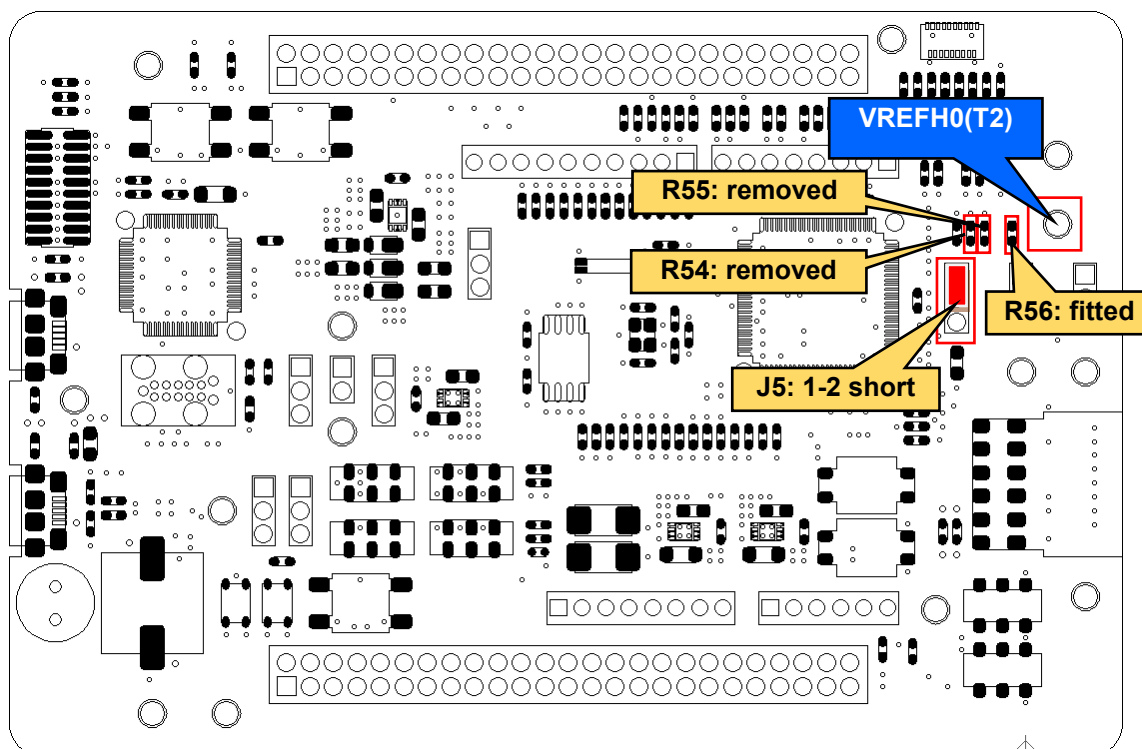 VREFH0(T2)
R55: removed
R54: removed
R56: fitted
J5: 1-2 short